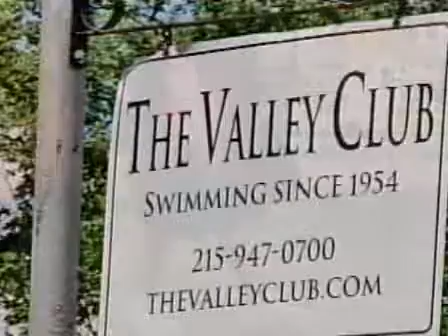 THE VALLEY CLUB
SWIMMING SINCE 1954
215-947-0700
THEVALLEYCLUB.COM